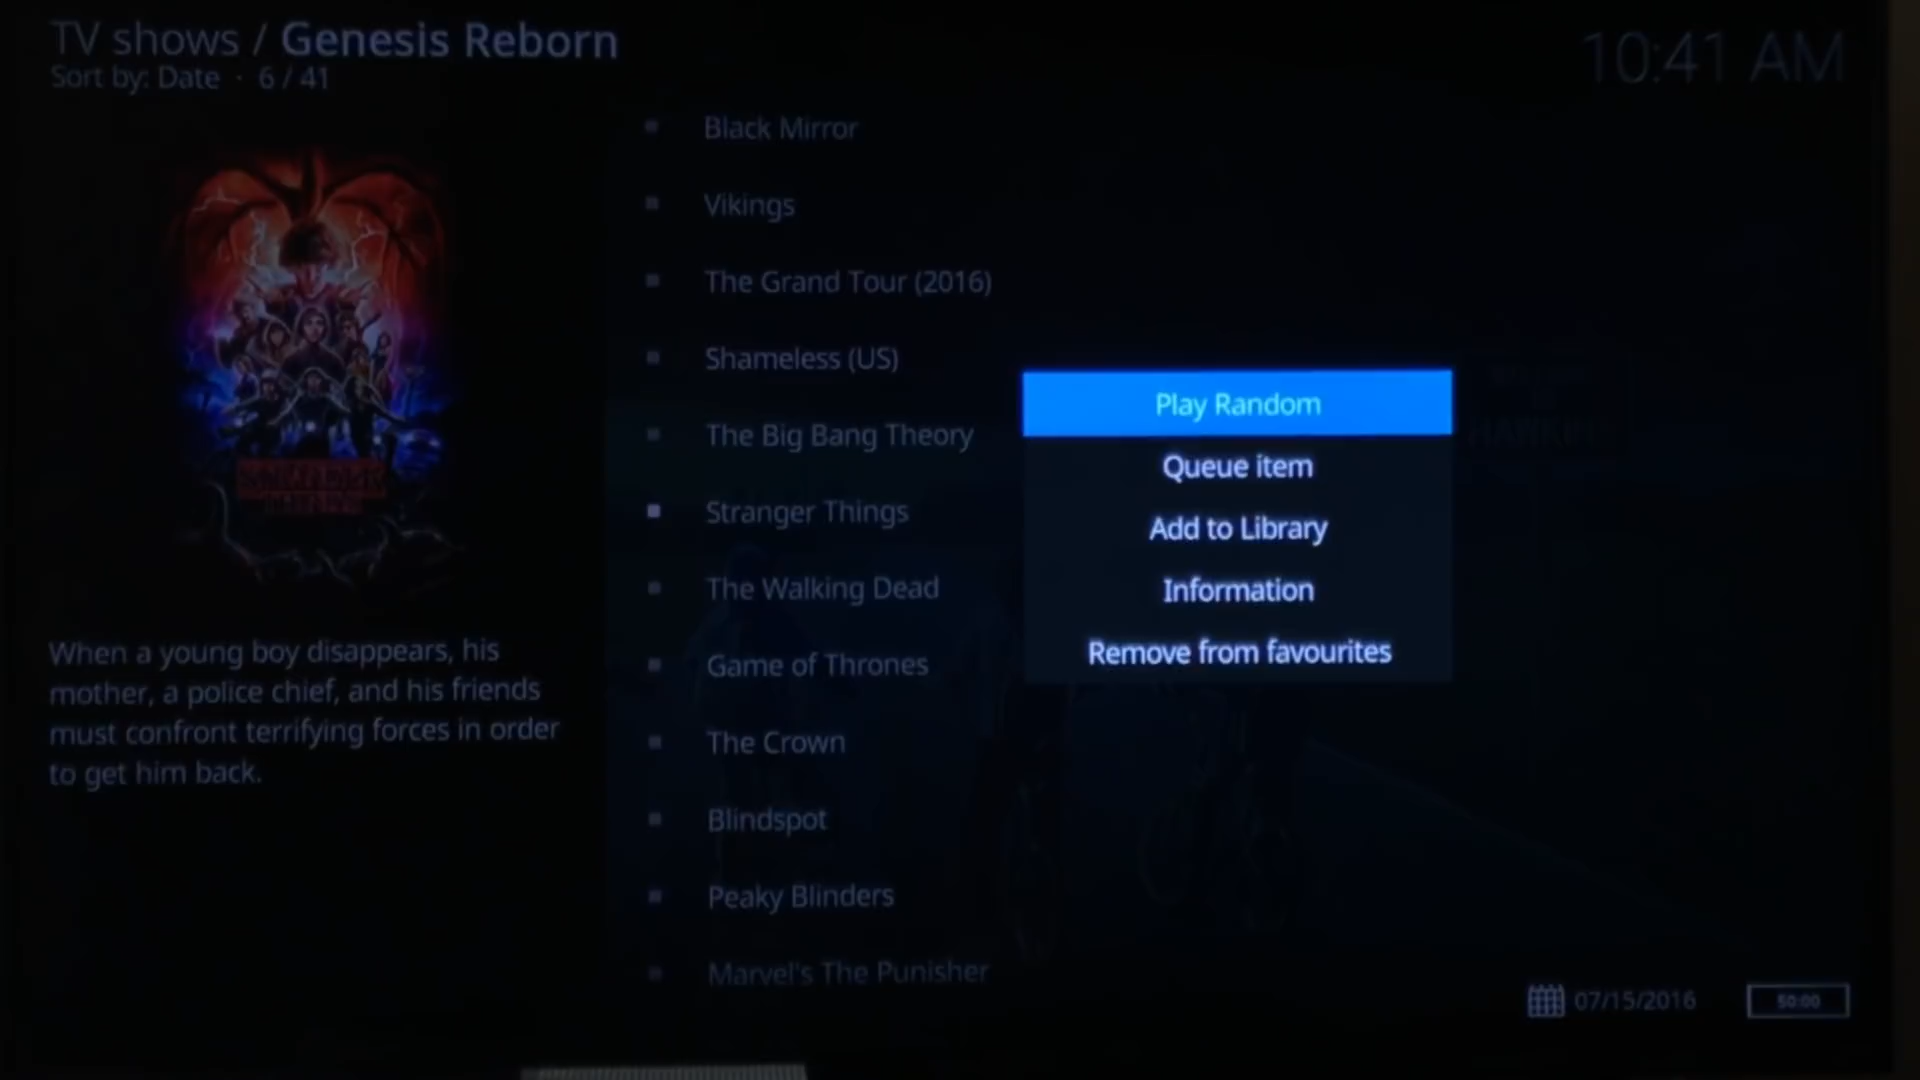 TV shows / Genesis Reborn
Sort by: Date · 6 / 41
10:41 AM
Black Mirror
Vikings
The Grand Tour (2016)
Shameless (US)
The Big Bang Theory
Stranger Things
The Walking Dead
Game of Thrones
The Crown
Blindspot
Peaky Blinders
Marvel's The Punisher
Play Random
Queue item
Add to Library
Information
Remove from favourites
When a young boy disappears, his
mother, a police chief, and his friends
must confront terrifying forces in order
to get him back.
07/15/2016
50:00